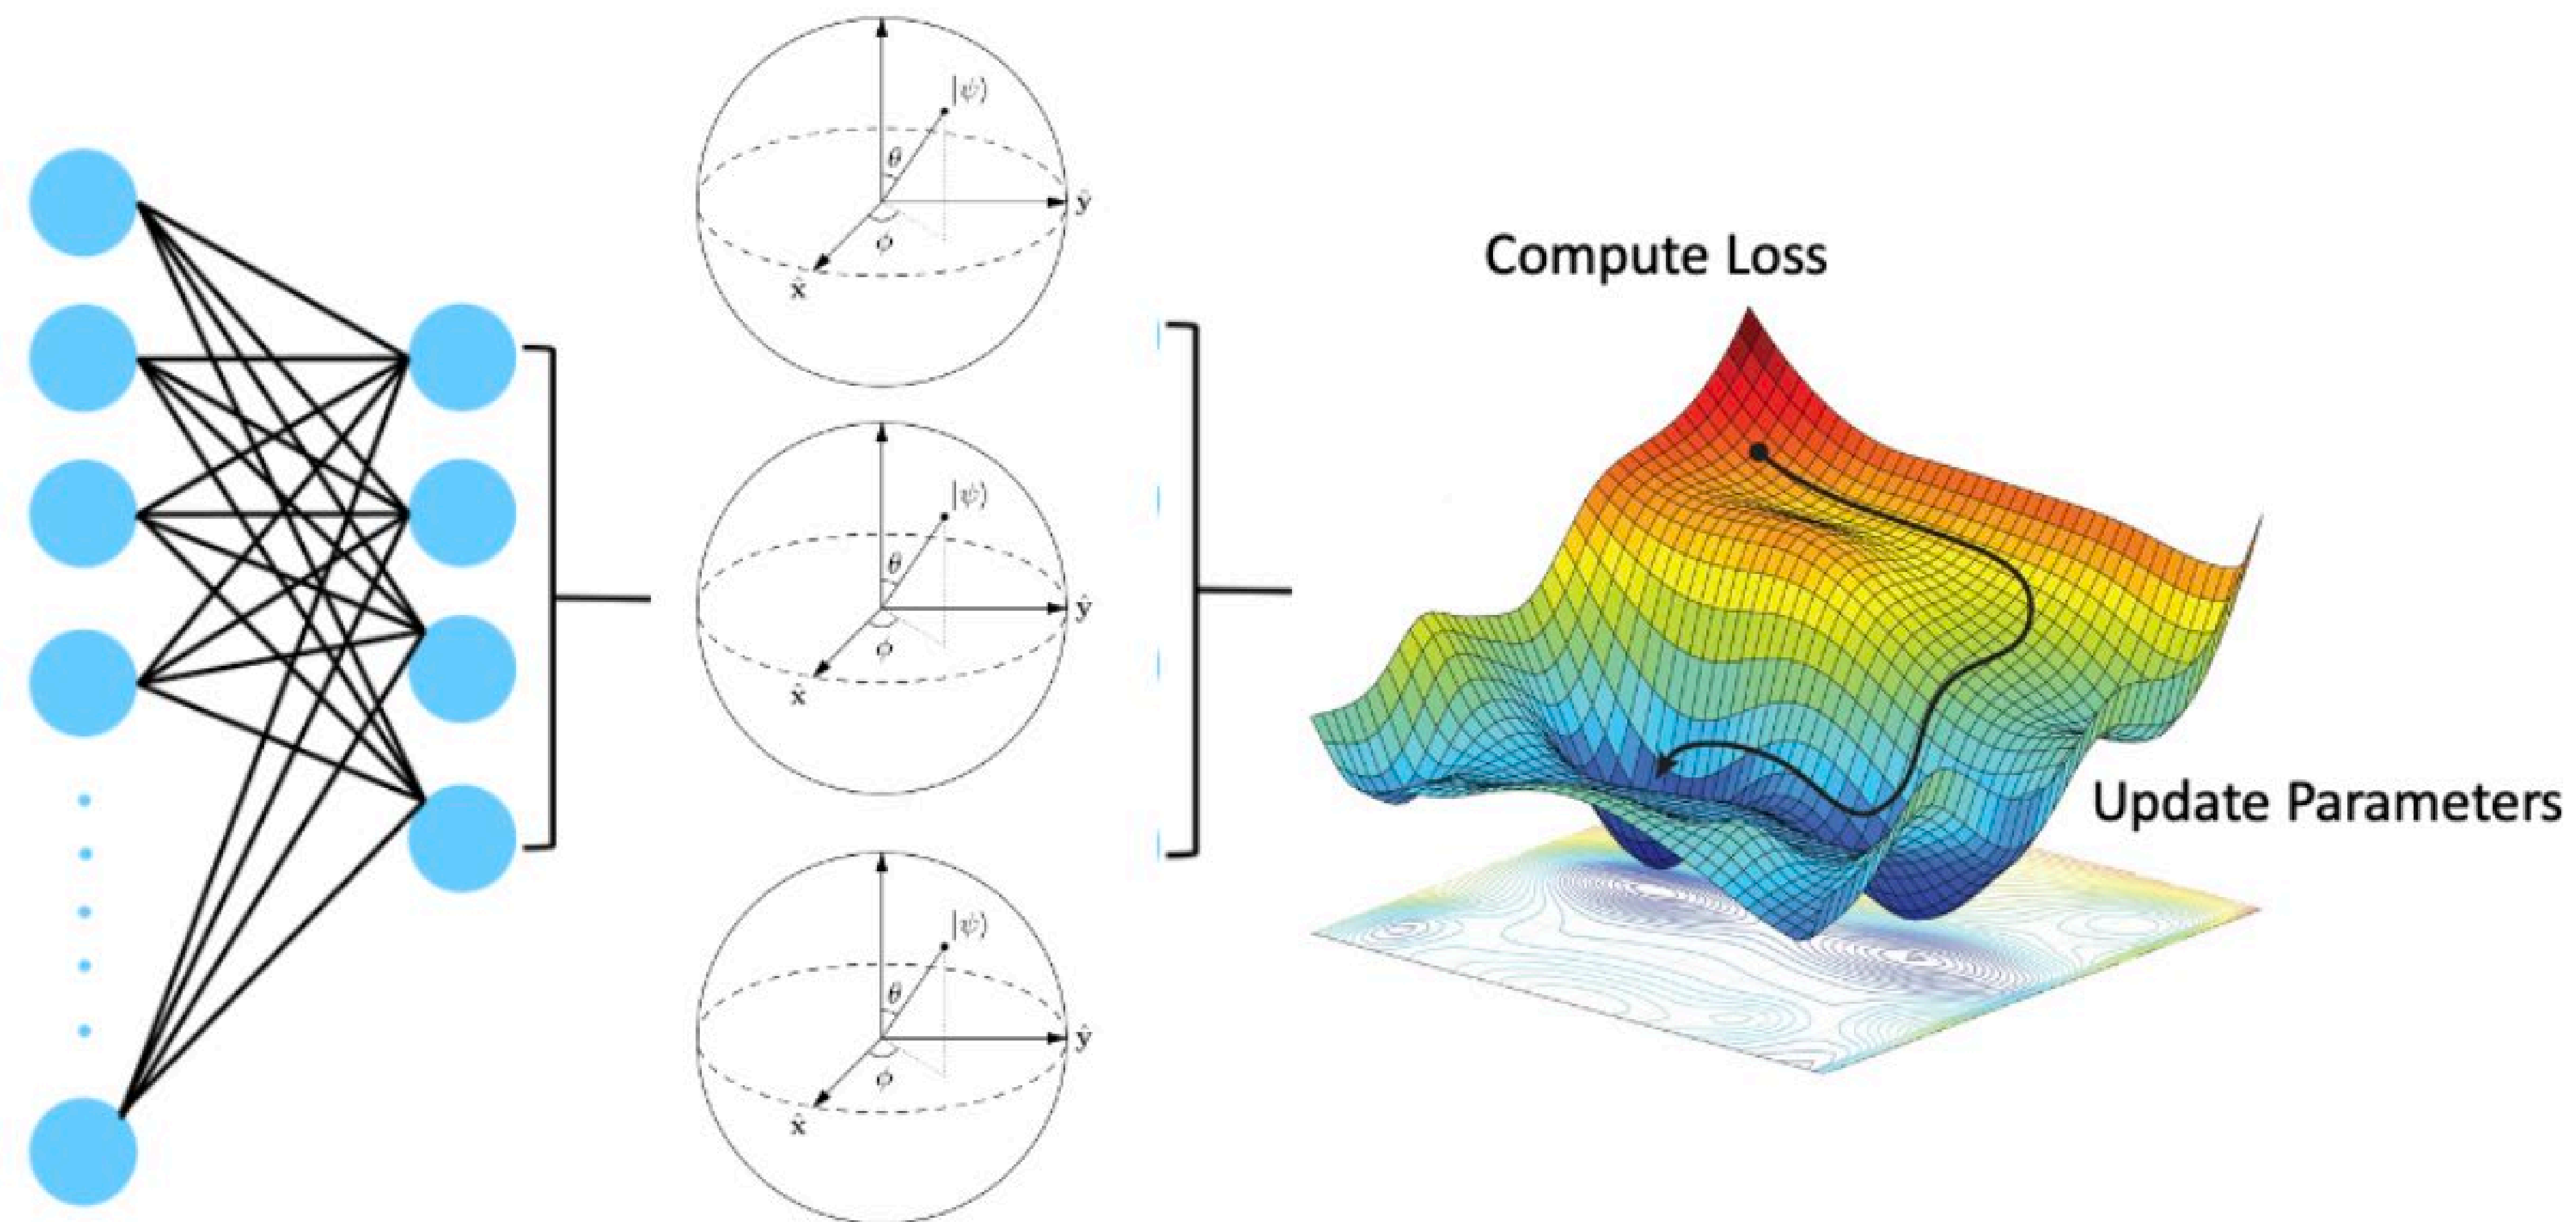 |ψ⟩
θ
ŷ
ϕ
x̂
|ψ⟩
θ
ŷ
ϕ
x̂
|ψ⟩
θ
ŷ
ϕ
x̂
Compute Loss
Update Parameters